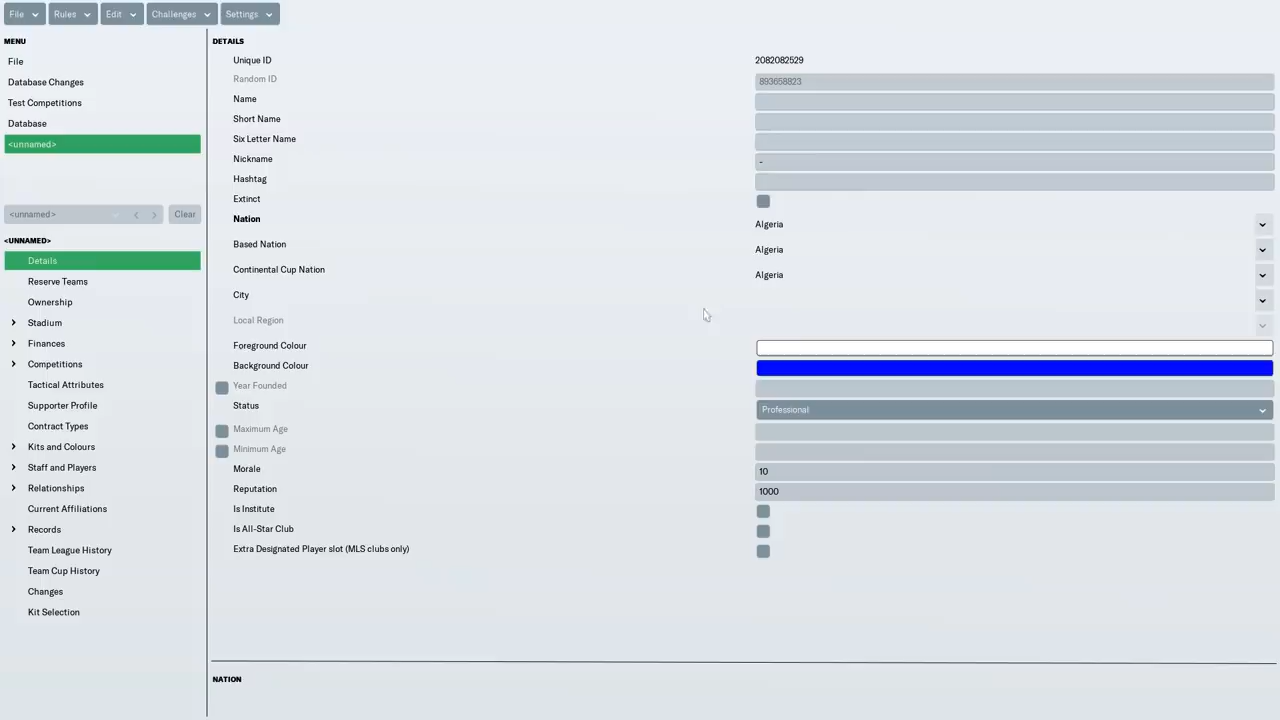 File
Rules
Edit
Challenges
Settings
MENU
File
Database Changes
Test Competitions
Database
<unnamed>
<unnamed>
Clear
<UNNAMED>
Details
Reserve Teams
Ownership
Stadium
Finances
Competitions
Tactical Attributes
Supporter Profile
Contract Types
Kits and Colours
Staff and Players
Relationships
Current Affiliations
Records
Team League History
Team Cup History
Changes
Kit Selection
DETAILS
Unique ID 2082082529
Random ID 893658823
Name
Short Name
Six Letter Name
Nickname -
Hashtag
Extinct
Nation Algeria
Based Nation Algeria
Continental Cup Nation Algeria
City
Local Region
Foreground Colour
Background Colour
Year Founded
Status Professional
Maximum Age
Minimum Age
Morale 10
Reputation 1000
Is Institute
Is All-Star Club
Extra Designated Player slot (MLS clubs only)
NATION